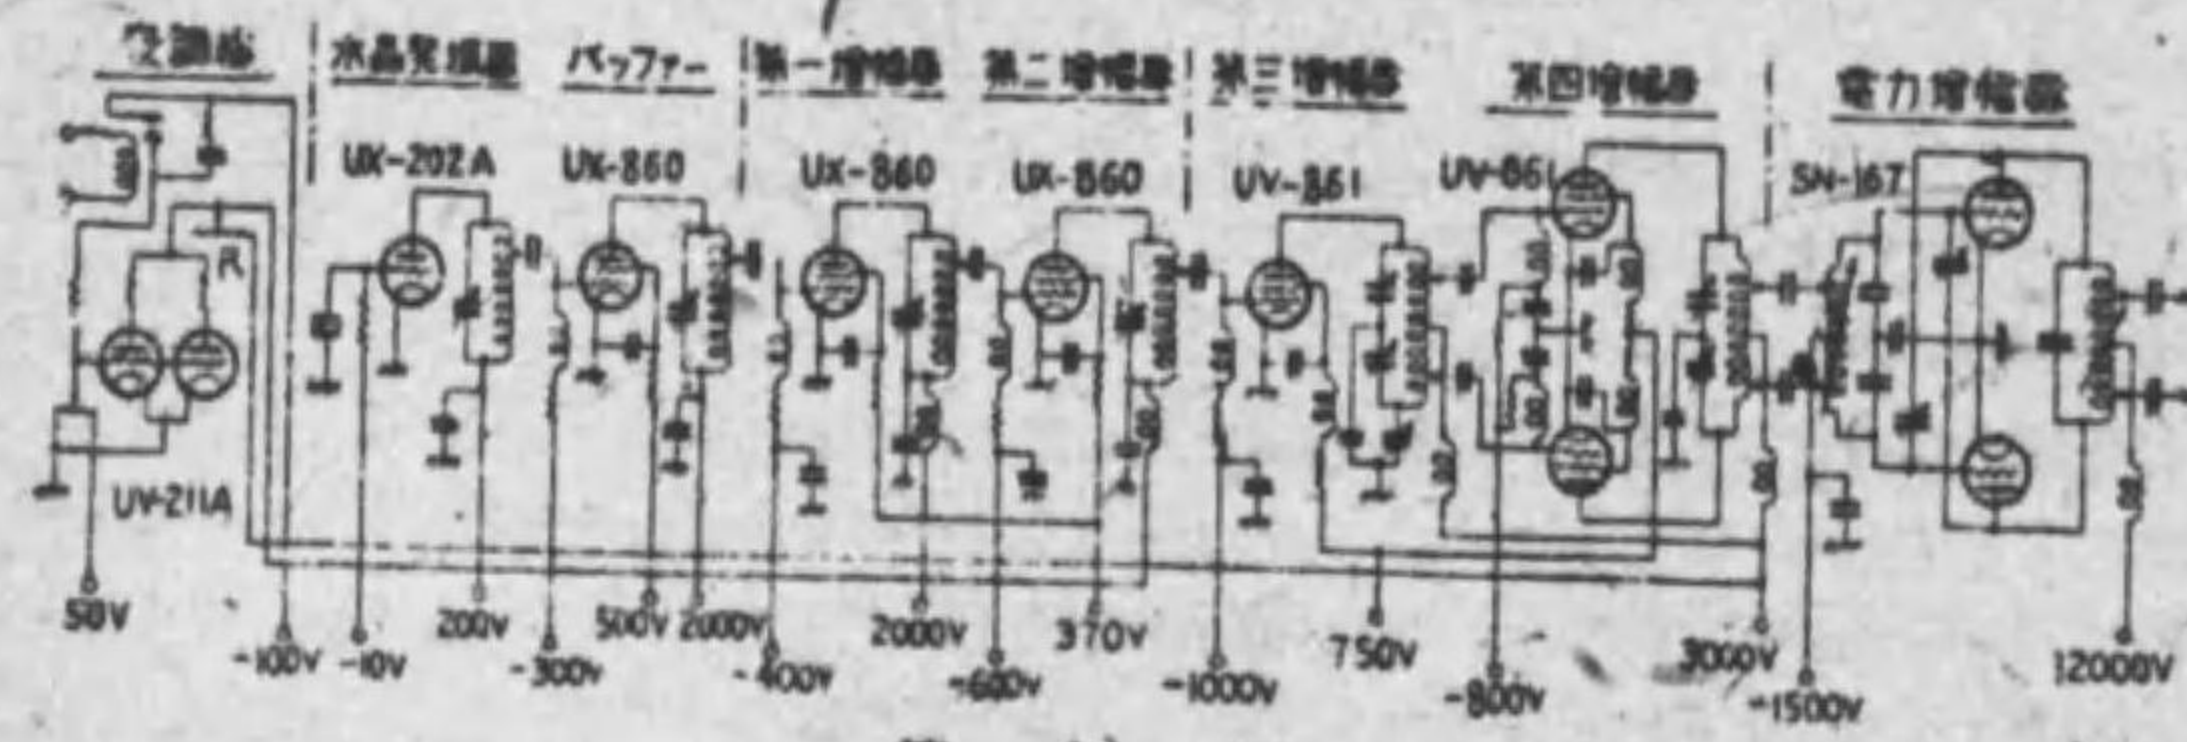 変調器 水晶発振器 バッファー 第一増幅器 第二増幅器 第三増幅器 第四増幅器 電力増幅器
UX-202A UX-860 UX-860 UX-860 UV-861 UV-861 SN-167
R
UV-211A
50V -100V -10V 200V -300V 500V 2000V -400V 2000V -600V 370V -1000V 750V -800V 3000V -1500V 12000V